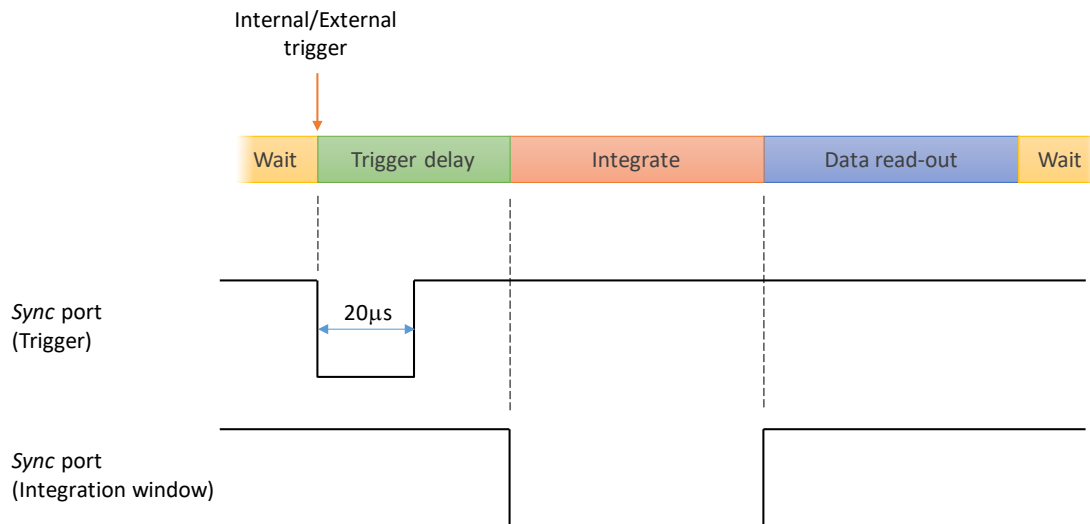 Internal/External
trigger
Wait
Trigger delay
Integrate
Data read-out
Wait
Sync port
(Trigger)
20μs
Sync port
(Integration window)